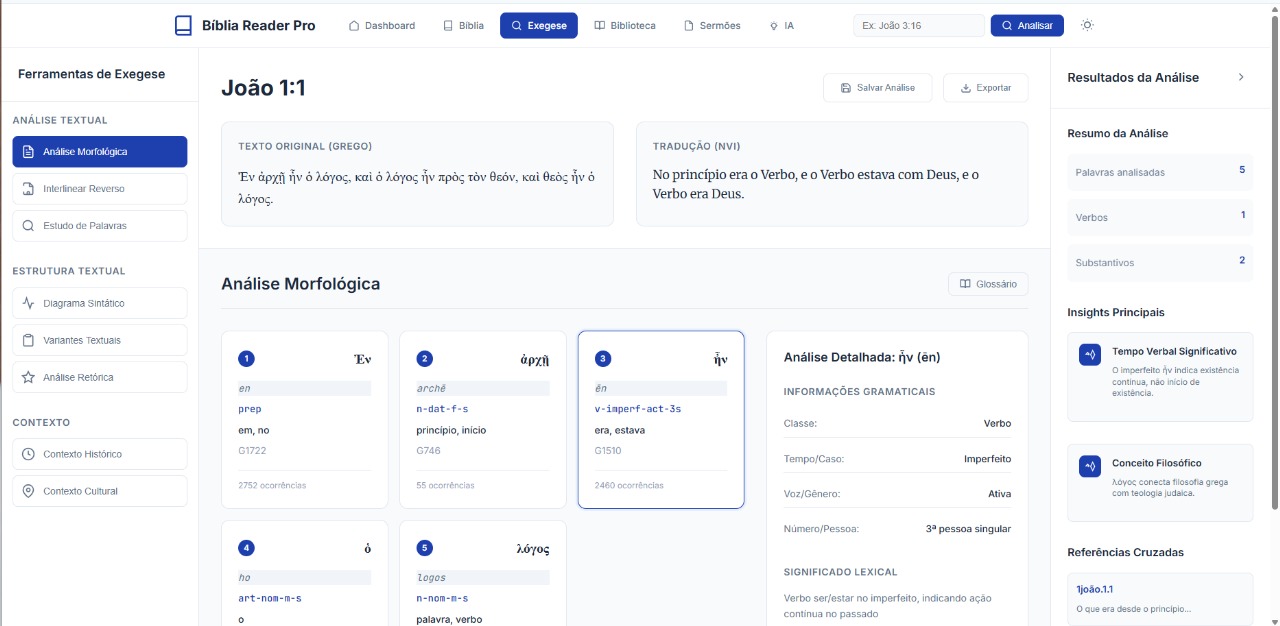 Bíblia Reader Pro
Dashboard
Bíblia
Exegese
Biblioteca
Sermões
IA
Ex: João 3:16
Analisar
Ferramentas de Exegese
ANÁLISE TEXTUAL
Análise Morfológica
Interlinear Reverso
Estudo de Palavras
ESTRUTURA TEXTUAL
Diagrama Sintático
Variantes Textuais
Análise Retórica
CONTEXTO
Contexto Histórico
Contexto Cultural
João 1:1
Salvar Análise
Exportar
TEXTO ORIGINAL (GREGO)
Ἐν ἀρχῇ ἦν ὁ λόγος, καὶ ὁ λόγος ἦν πρὸς τὸν θεόν, καὶ θεὸς ἦν ὁ
λόγος.
TRADUÇÃO (NVI)
No princípio era o Verbo, e o Verbo estava com Deus, e o
Verbo era Deus.
Análise Morfológica
Glossário
1 Ἐν
en
prep
em, no
G1722
2752 ocorrências
2 ἀρχῇ
archē
n-dat-f-s
princípio, início
G746
55 ocorrências
3 ἦν
ēn
v-imperf-act-3s
era, estava
G1510
2460 ocorrências
4 ὁ
ho
art-nom-m-s
o
5 λόγος
logos
n-nom-m-s
palavra, verbo
Análise Detalhada: ἦν (ēn)
INFORMAÇÕES GRAMATICAIS
Classe: Verbo
Tempo/Caso: Imperfeito
Voz/Gênero: Ativa
Número/Pessoa: 3ª pessoa singular
SIGNIFICADO LEXICAL
Verbo ser/estar no imperfeito, indicando ação
contínua no passado
Resultados da Análise
Resumo da Análise
Palavras analisadas 5
Verbos 1
Substantivos 2
Insights Principais
Tempo Verbal Significativo
O imperfeito ἦν indica existência
contínua, não início de
existência.
Conceito Filosófico
λόγος conecta filosofia grega
com teologia judaica.
Referências Cruzadas
1joão.1.1
O que era desde o princípio...